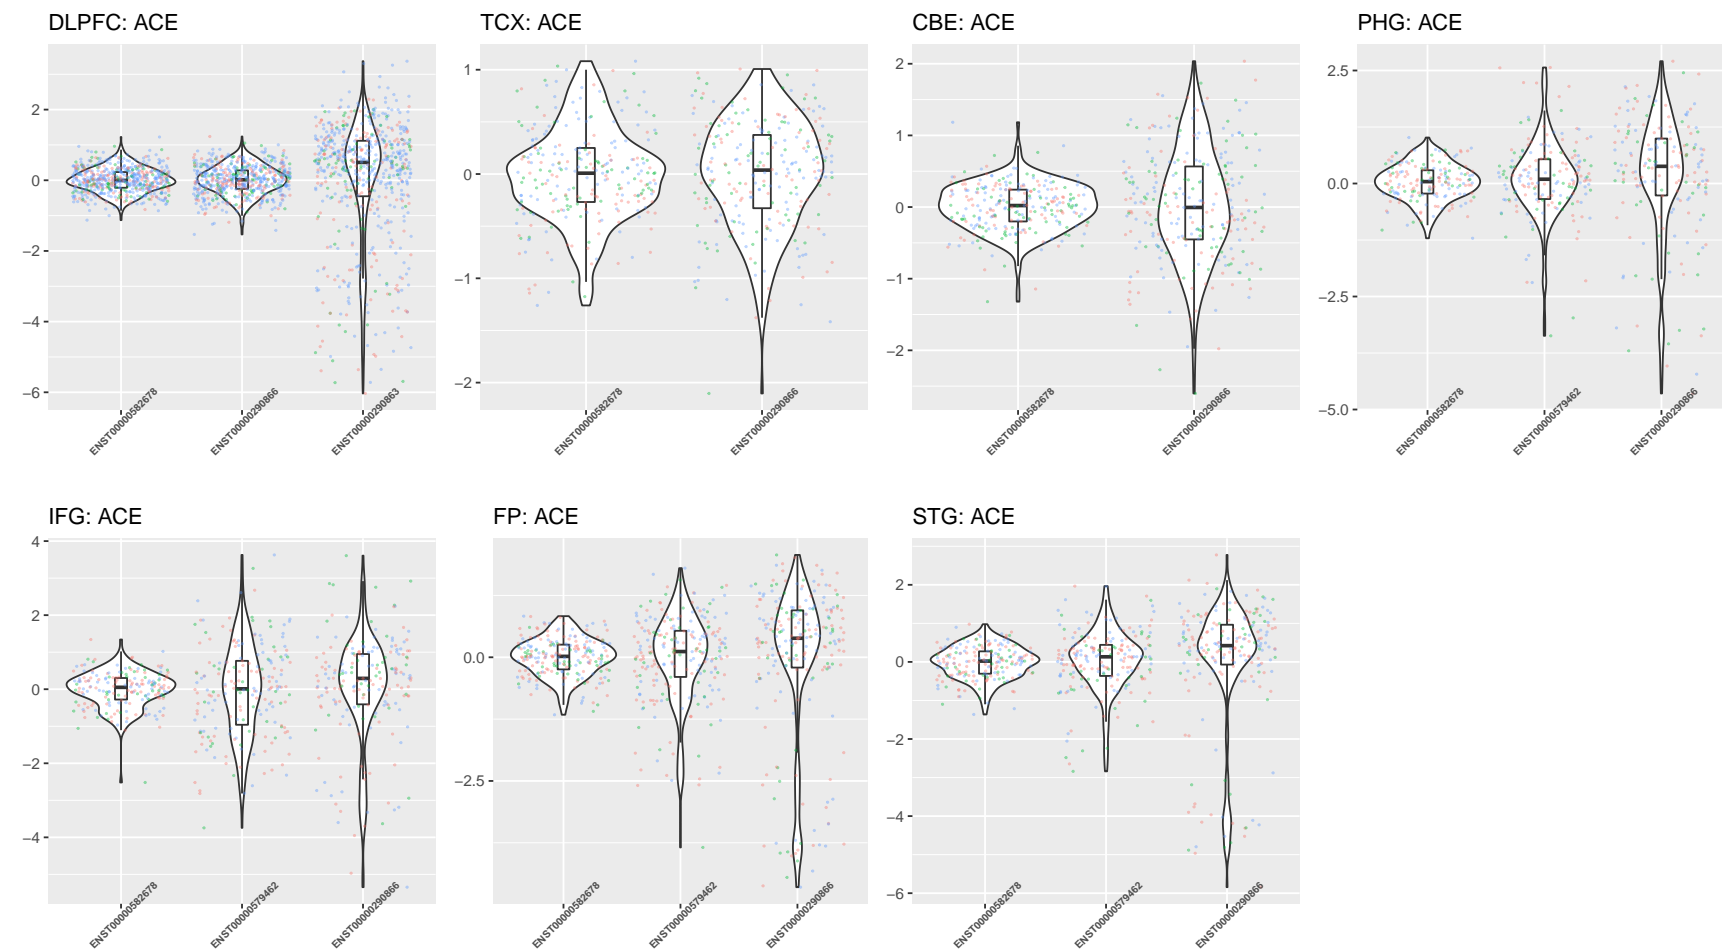 DLPFC: ACE
2
0
−2
−4
−6
ENST00000582678
ENST00000290866
ENST00000290863
TCX: ACE
1
0
−1
−2
ENST00000582678
ENST00000290866
CBE: ACE
2
1
0
−1
−2
ENST00000582678
ENST00000290866
PHG: ACE
2.5
0.0
−2.5
−5.0
ENST00000582678
ENST00000579462
ENST00000290866
IFG: ACE
4
2
0
−2
−4
ENST00000582678
ENST00000579462
ENST00000290866
FP: ACE
0.0
−2.5
ENST00000582678
ENST00000579462
ENST00000290866
STG: ACE
2
0
−2
−4
−6
ENST00000582678
ENST00000579462
ENST00000290866